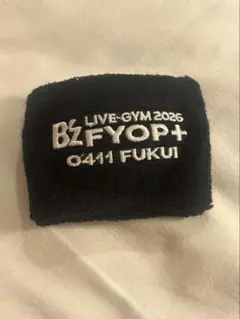 B'z LIVE-GYM 2026
FYOP+
0411 FUKUI